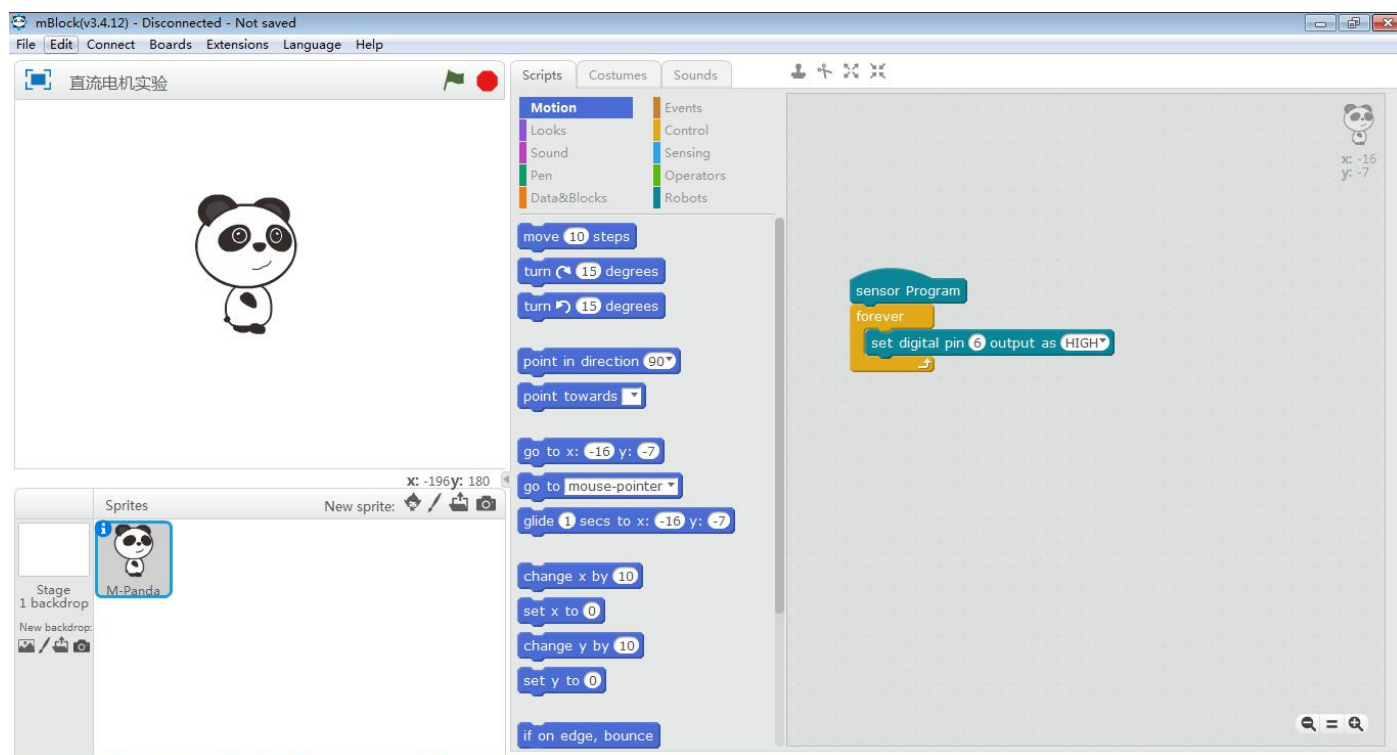 mBlock(v3.4.12) - Disconnected - Not saved
File Edit Connect Boards Extensions Language Help
直流电机实验
Scripts Costumes Sounds
Motion Events
Looks Control
Sound Sensing
Pen Operators
Data&Blocks Robots
move 10 steps
turn 15 degrees
turn 15 degrees
point in direction 90
point towards
go to x: -16 y: -7
go to mouse-pointer
glide 1 secs to x: -16 y: -7
change x by 10
set x to 0
change y by 10
set y to 0
if on edge, bounce
x: -16
y: -7
sensor Program
forever
set digital pin 6 output as HIGH
x: -196 y: 180
Sprites New sprite:
Stage
1 backdrop
New backdrop:
M-Panda